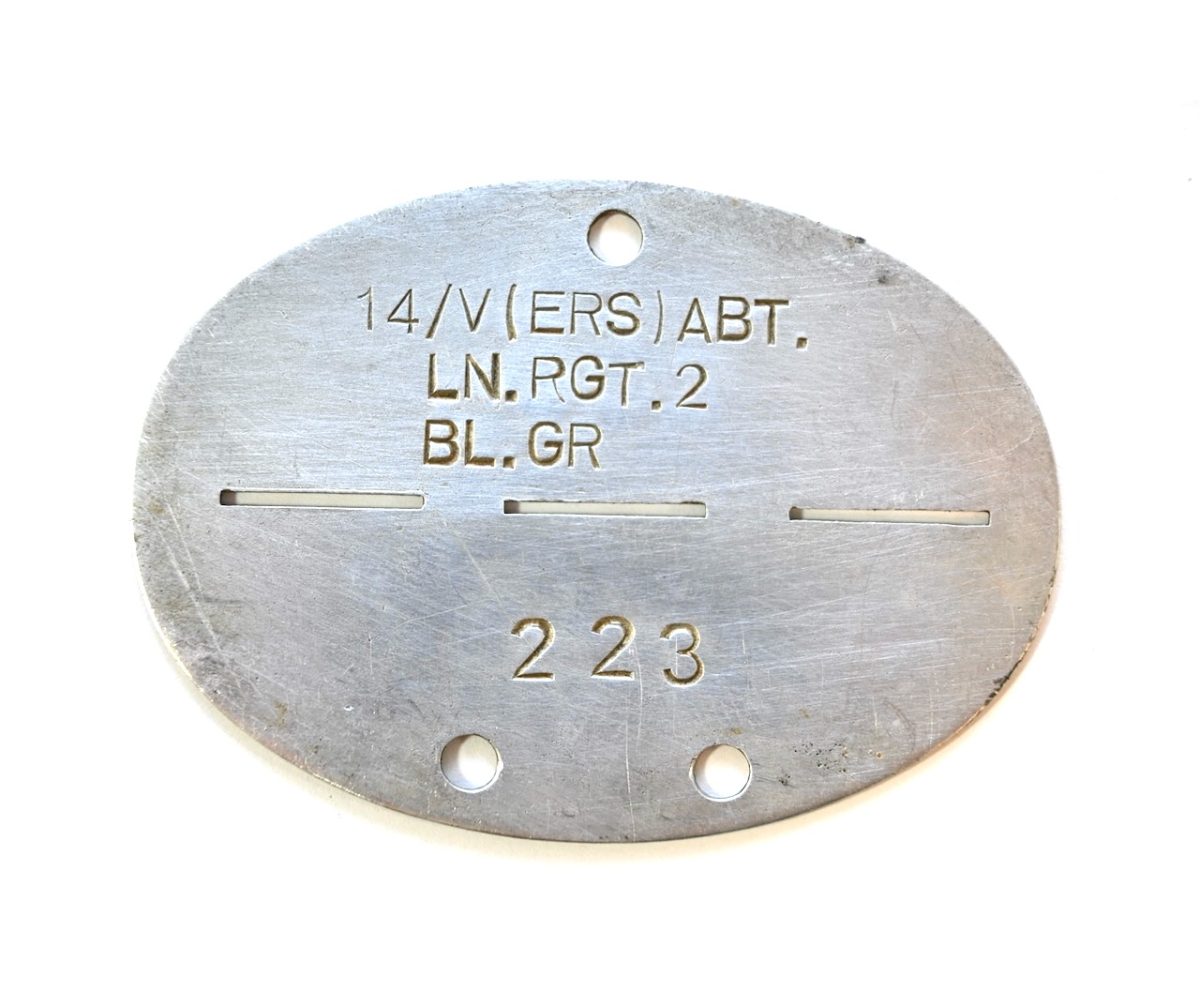 14/V(ERS)ABT.
LN.RGT.2
BL.GR
223